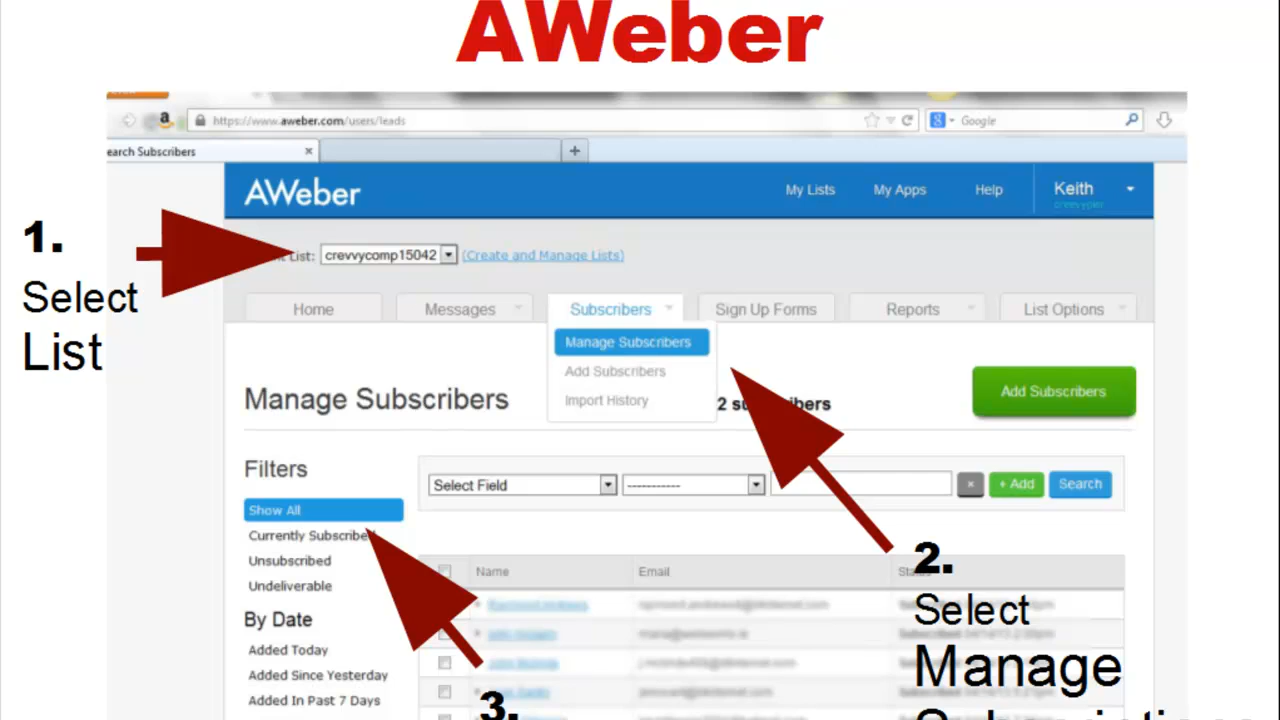 AWeber
https://www.aweber.com/users/leads
Google
earch Subscribers
AWeber
My Lists
My Apps
Help
Keith
1.
Select
List
List:
crevvycomp15042
(Create and Manage Lists)
Home
Messages
Subscribers
Sign Up Forms
Reports
List Options
Manage Subscribers
Add Subscribers
Import History
Manage Subscribers
Add Subscribers
Filters
Select Field
-----------
+ Add
Search
Show All
Currently Subscribed
Unsubscribed
Undeliverable
Name
Email
2.
Select
Manage
By Date
Added Today
Added Since Yesterday
Added In Past 7 Days
3.